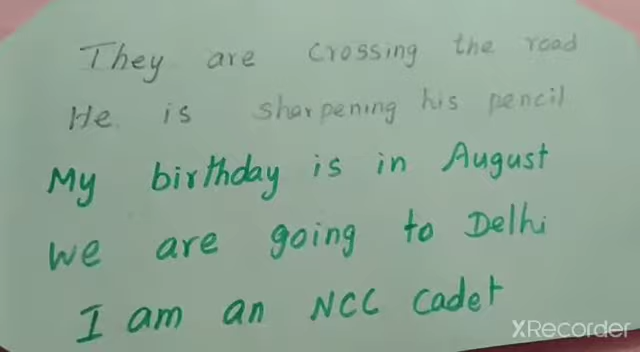 They are crossing the road
He is sharpening his pencil
My birthday is in August
We are going to Delhi
I am an NCC Cadet
XRecorder